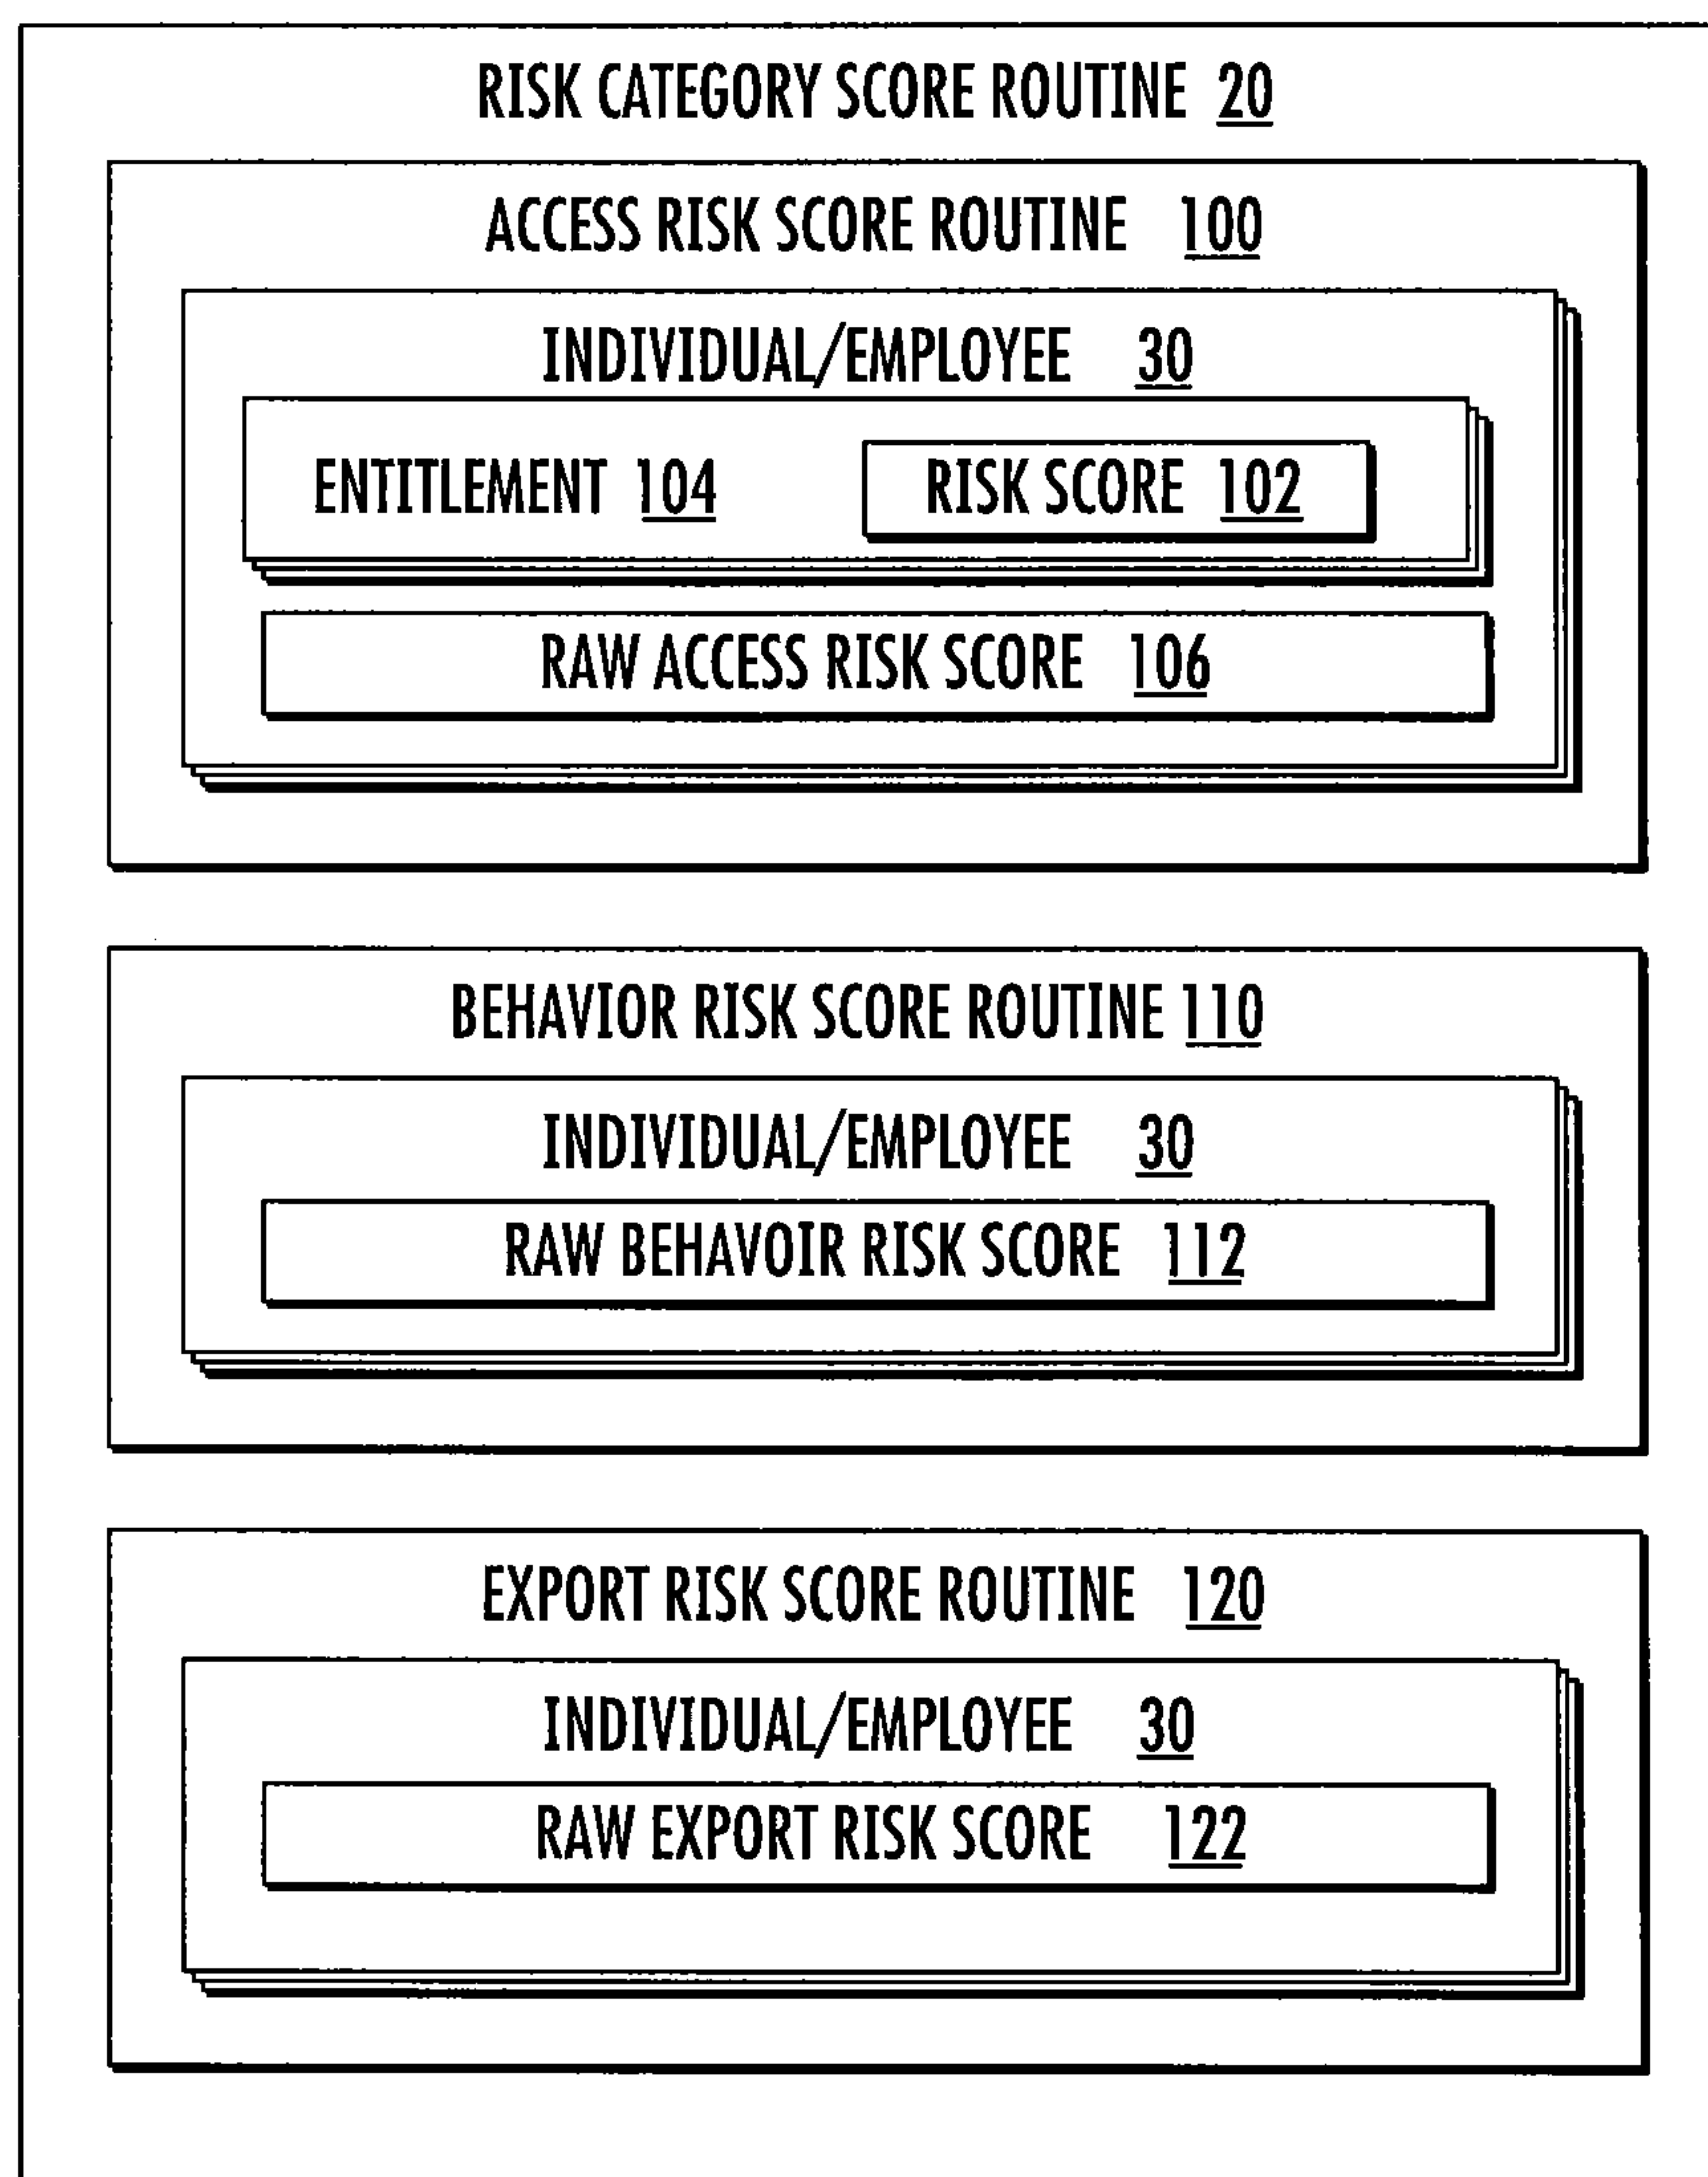 RISK CATEGORY SCORE ROUTINE 20
ACCESS RISK SCORE ROUTINE 100
INDIVIDUAL/EMPLOYEE 30
ENTITLEMENT 104 RISK SCORE 102
RAW ACCESS RISK SCORE 106
BEHAVIOR RISK SCORE ROUTINE 110
INDIVIDUAL/EMPLOYEE 30
RAW BEHAVOIR RISK SCORE 112
EXPORT RISK SCORE ROUTINE 120
INDIVIDUAL/EMPLOYEE 30
RAW EXPORT RISK SCORE 122